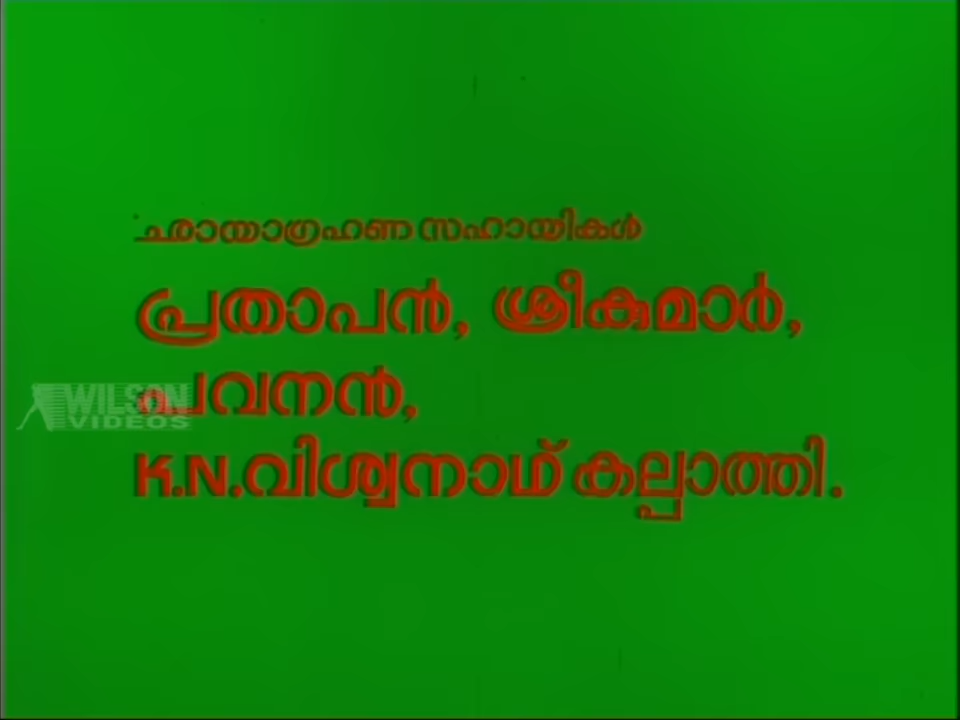 ഛായാഗ്രഹണ സഹായികൾ
പ്രതാപൻ, ശ്രീകുമാർ,
പവനൻ,
WILSON
VIDEOS
K.N.വിശ്വനാഥ് കല്പാത്തി.